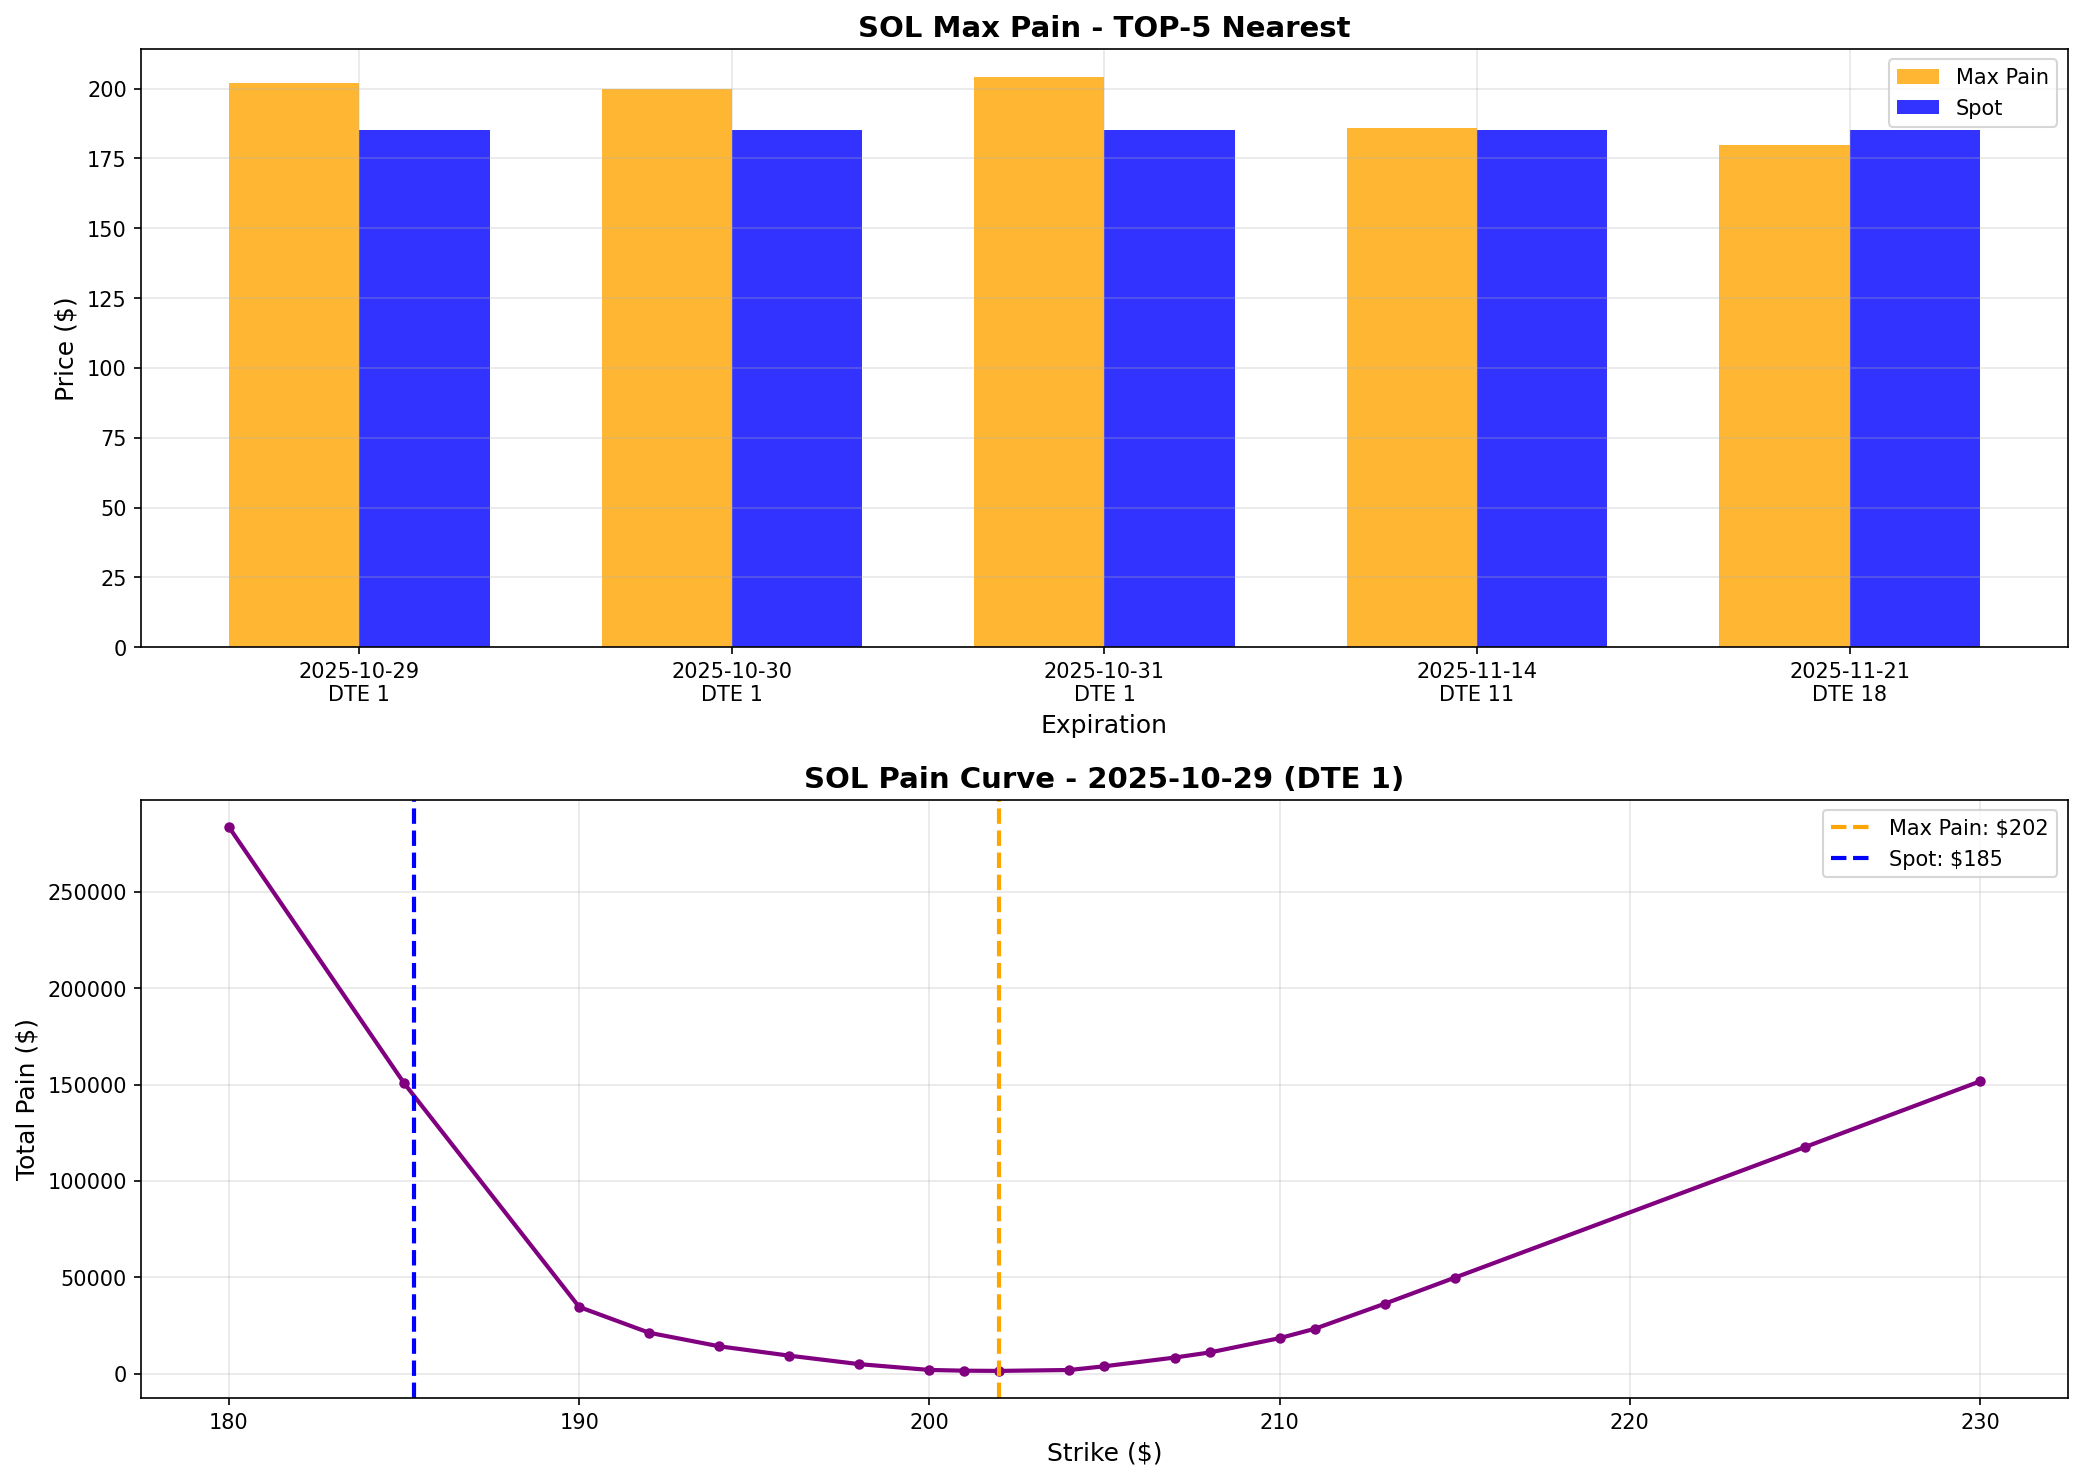 SOL Max Pain - TOP-5 Nearest
Max Pain
Spot
200
175
150
125
100
75
50
25
0
Price ($)
2025-10-29
DTE 1
2025-10-30
DTE 1
2025-10-31
DTE 1
2025-11-14
DTE 11
2025-11-21
DTE 18
Expiration
SOL Pain Curve - 2025-10-29 (DTE 1)
Max Pain: $202
Spot: $185
250000
200000
150000
100000
50000
0
Total Pain ($)
180
190
200
210
220
230
Strike ($)